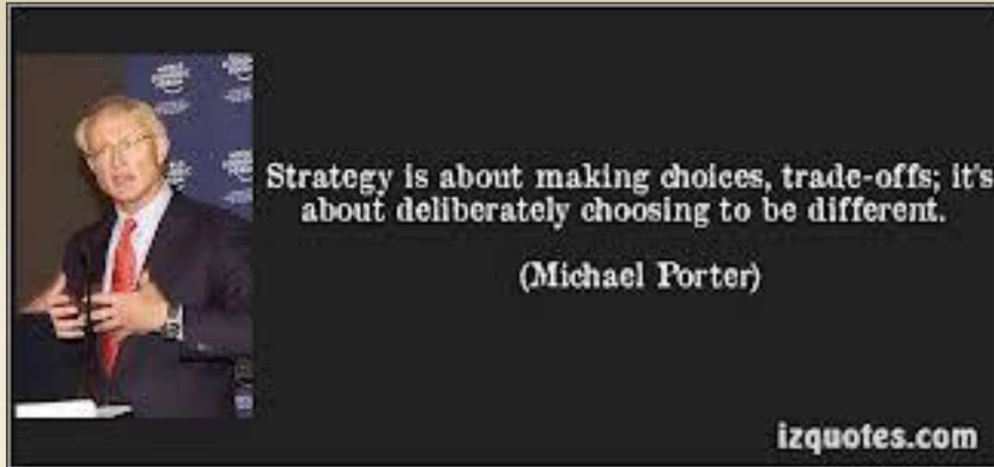 Strategy is about making choices, trade-offs; it's
about deliberately choosing to be different.
(Michael Porter)
izquotes.com